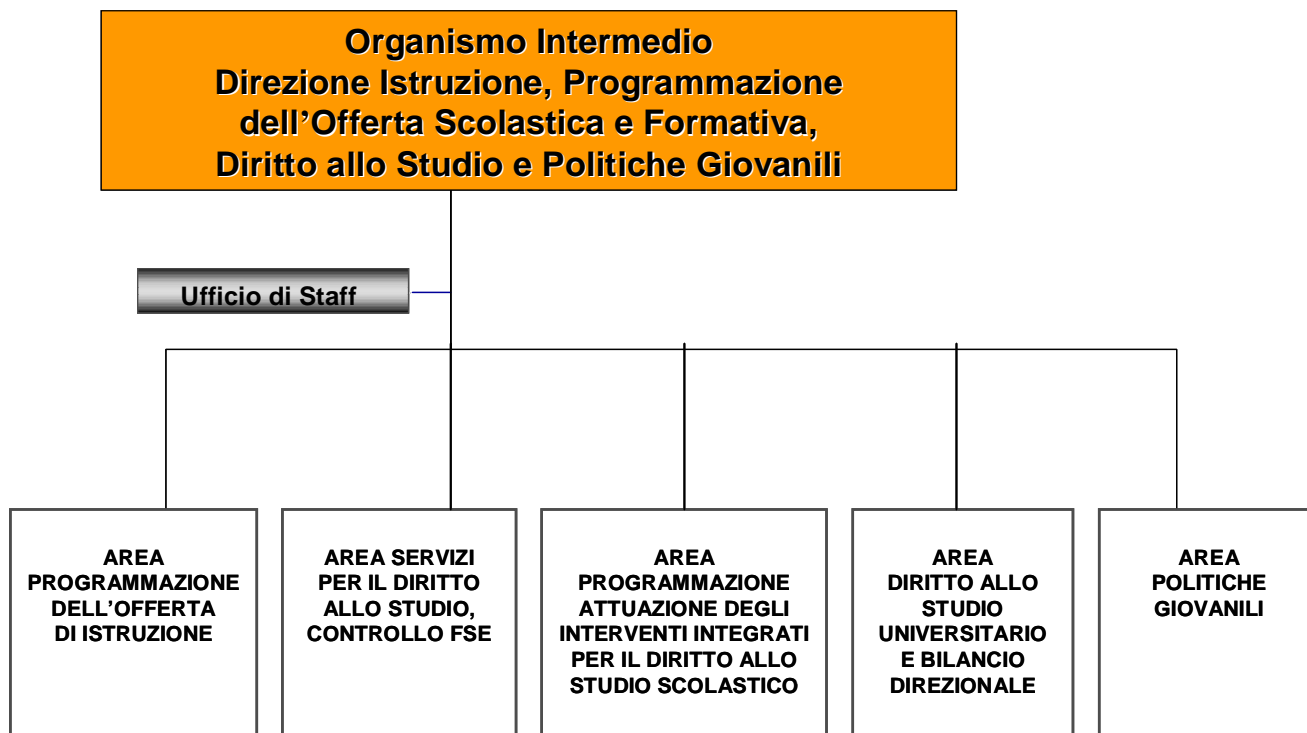 Organismo Intermedio
Direzione Istruzione, Programmazione
dell’Offerta Scolastica e Formativa,
Diritto allo Studio e Politiche Giovanili
Ufficio di Staff
AREA
PROGRAMMAZIONE
DELL’OFFERTA
DI ISTRUZIONE
AREA SERVIZI
PER IL DIRITTO
ALLO STUDIO,
CONTROLLO FSE
AREA
PROGRAMMAZIONE
ATTUAZIONE DEGLI
INTERVENTI INTEGRATI
PER IL DIRITTO ALLO
STUDIO SCOLASTICO
AREA
DIRITTO ALLO
STUDIO
UNIVERSITARIO
E BILANCIO
DIREZIONALE
AREA
POLITICHE
GIOVANILI